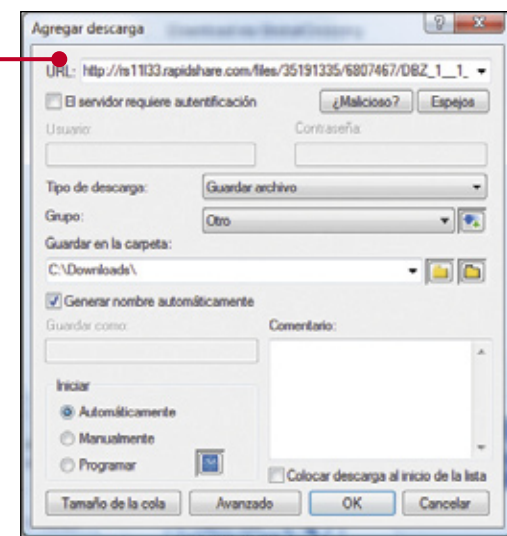 Agregar descarga
URL: http://rs11l33.rapidshare.com/files/35191335/6807467/DBZ_1__1_
El servidor requiere autentificación ¿Malicioso? Espejos
Usuario: Contraseña:
Tipo de descarga: Guardar archivo
Grupo: Otro
Guardar en la carpeta:
C:\Downloads\
Generar nombre automáticamente
Guardar como: Comentario:
Iniciar
Automáticamente
Manualmente
Programar
Colocar descarga al inicio de la lista
Tamaño de la cola Avanzado OK Cancelar